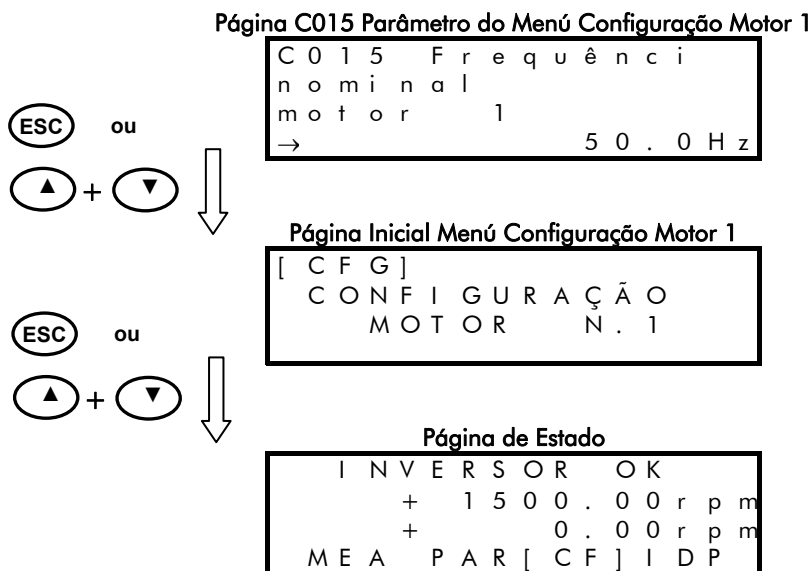 Página C015 Parâmetro do Menú Configuração Motor 1
C015 Frequênci
nominal
motor 1
→ 50.0Hz
ESC ou
▲ + ▼
Página Inicial Menú Configuração Motor 1
[CFG]
CONFIGURAÇÃO
MOTOR N.1
ESC ou
▲ + ▼
Página de Estado
INVERSOR OK
+ 1500.00rpm
+ 0.00rpm
MEA PAR[CF]IDP